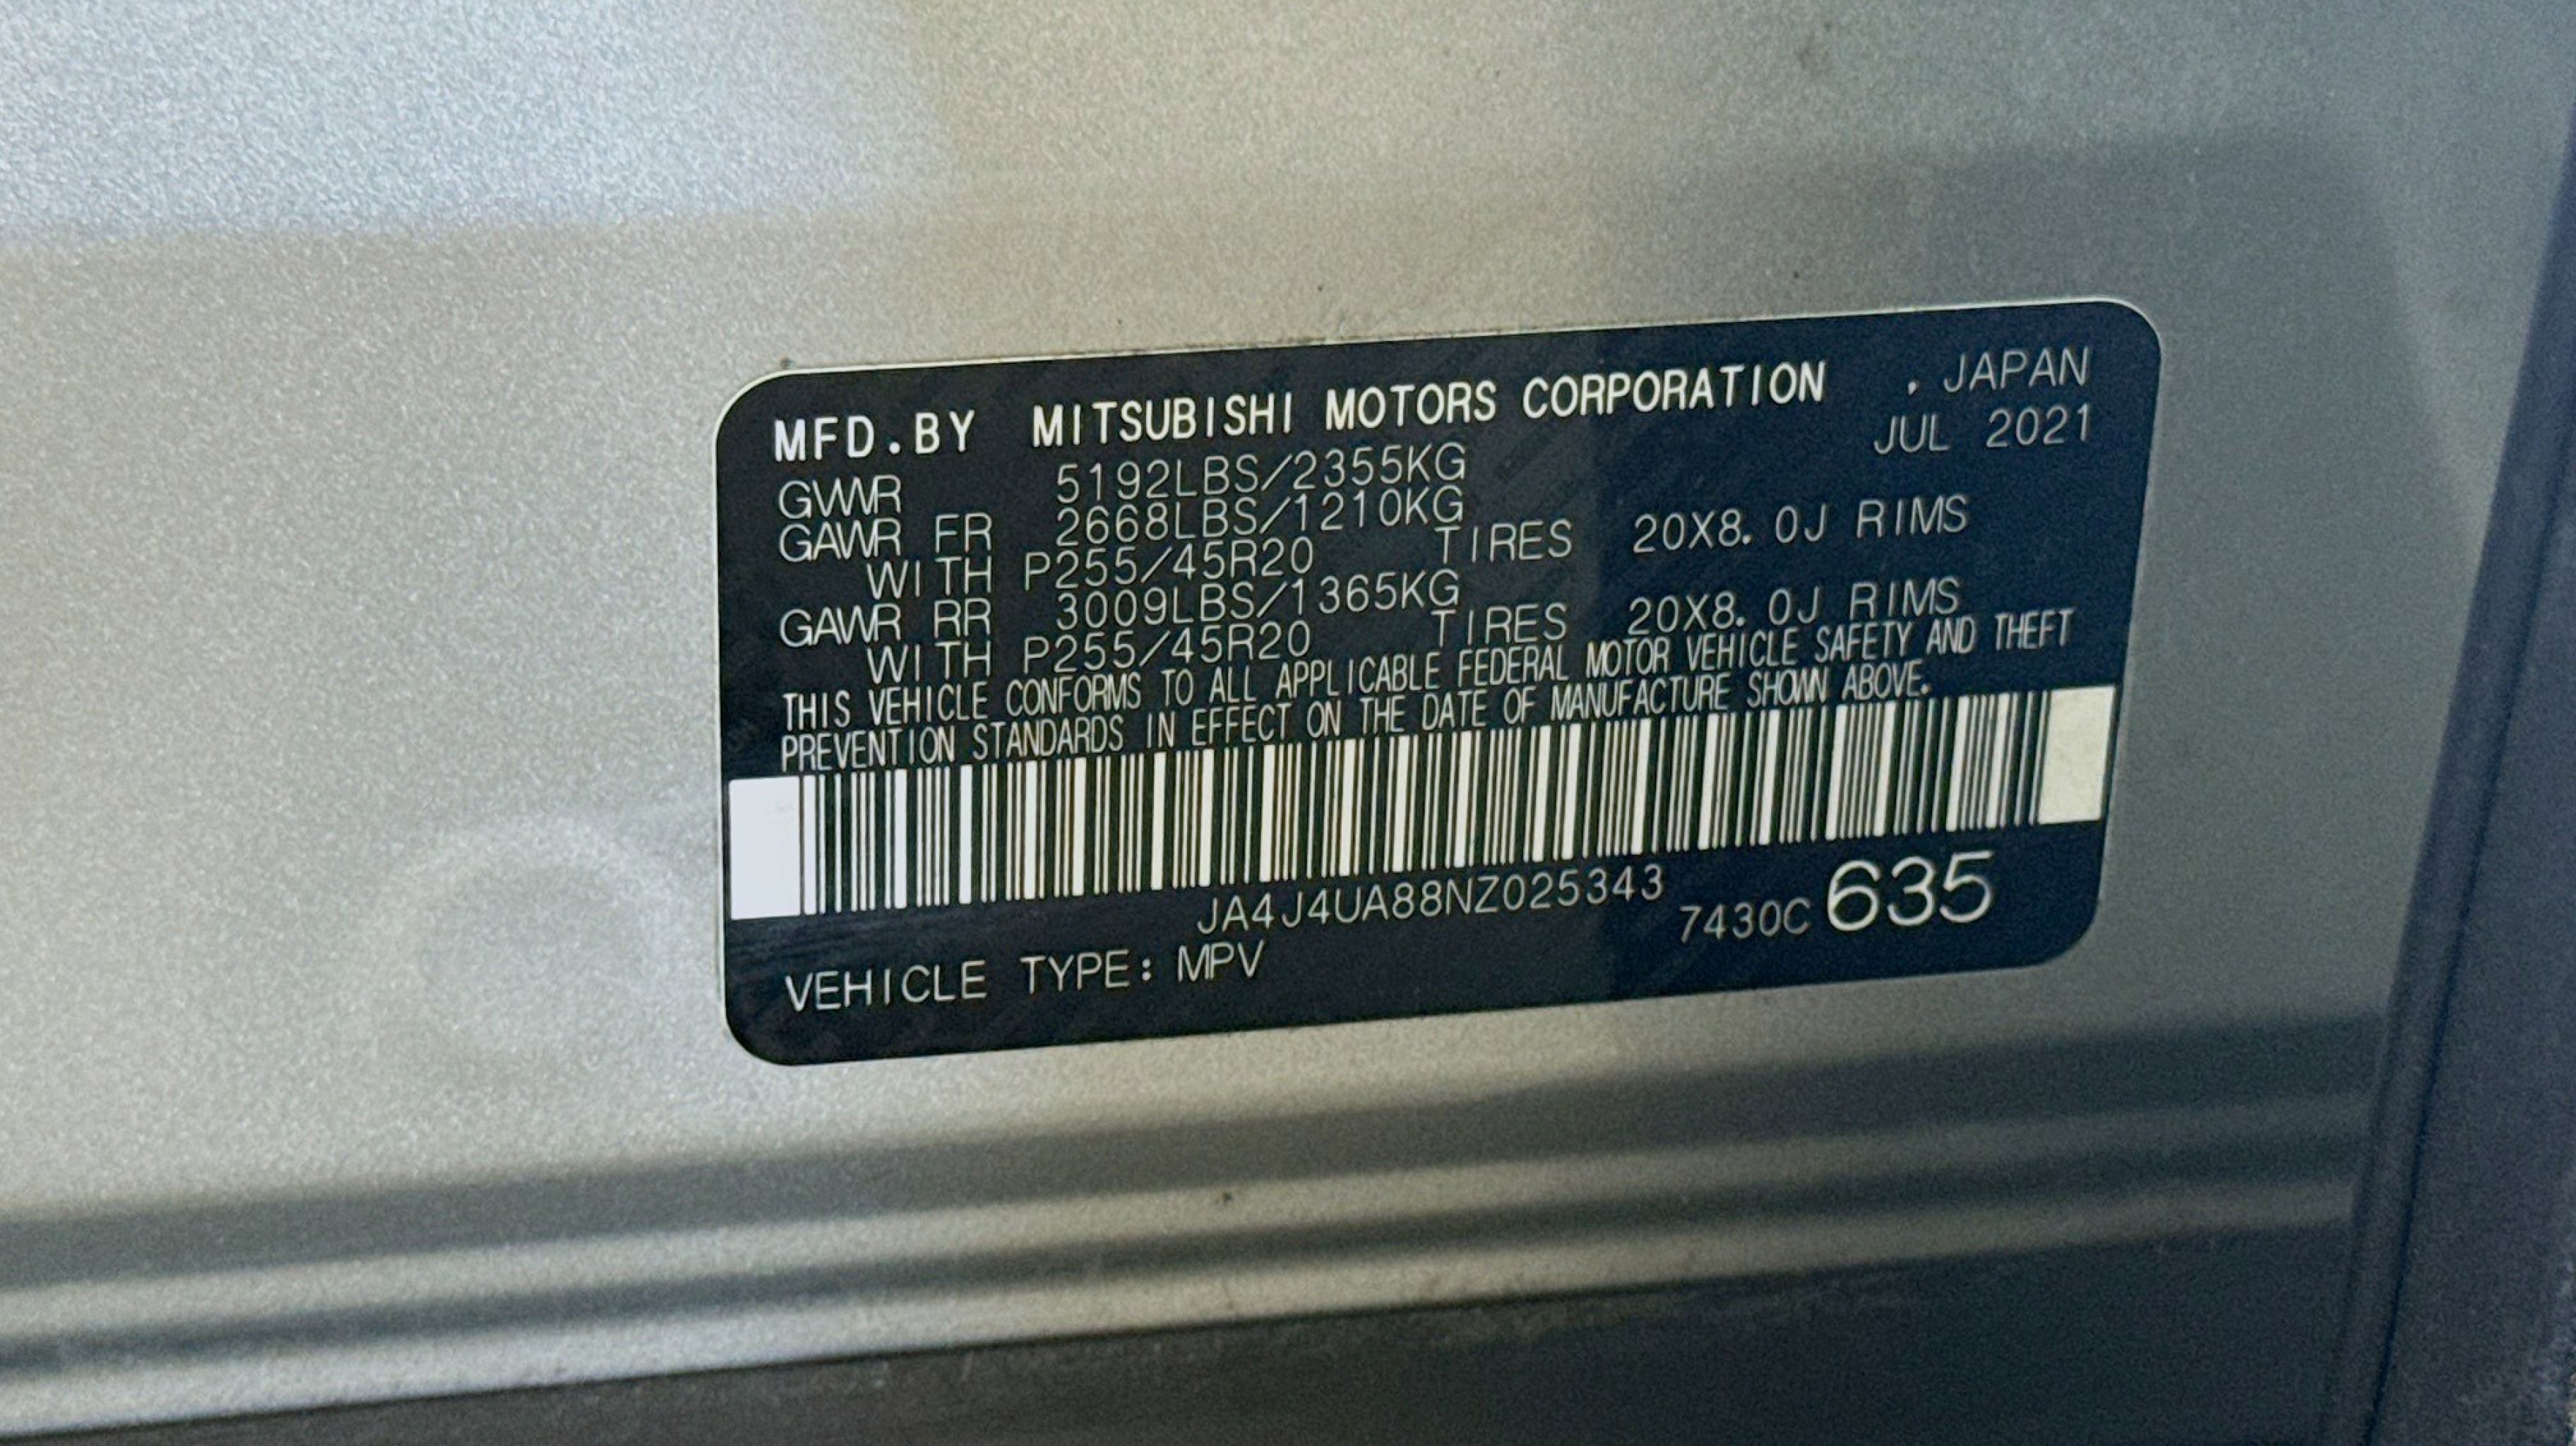 MFD.BY MITSUBISHI MOTORS CORPORATION , JAPAN
JUL 2021
GVWR 5192LBS/2355KG
GAWR FR 2668LBS/1210KG
WITH P255/45R20 TIRES 20X8.0J RIMS
GAWR RR 3009LBS/1365KG
WITH P255/45R20 TIRES 20X8.0J RIMS
THIS VEHICLE CONFORMS TO ALL APPLICABLE FEDERAL MOTOR VEHICLE SAFETY AND THEFT
PREVENTION STANDARDS IN EFFECT ON THE DATE OF MANUFACTURE SHOWN ABOVE.
JA4J4UA88NZ025343 7430C 635
VEHICLE TYPE: MPV